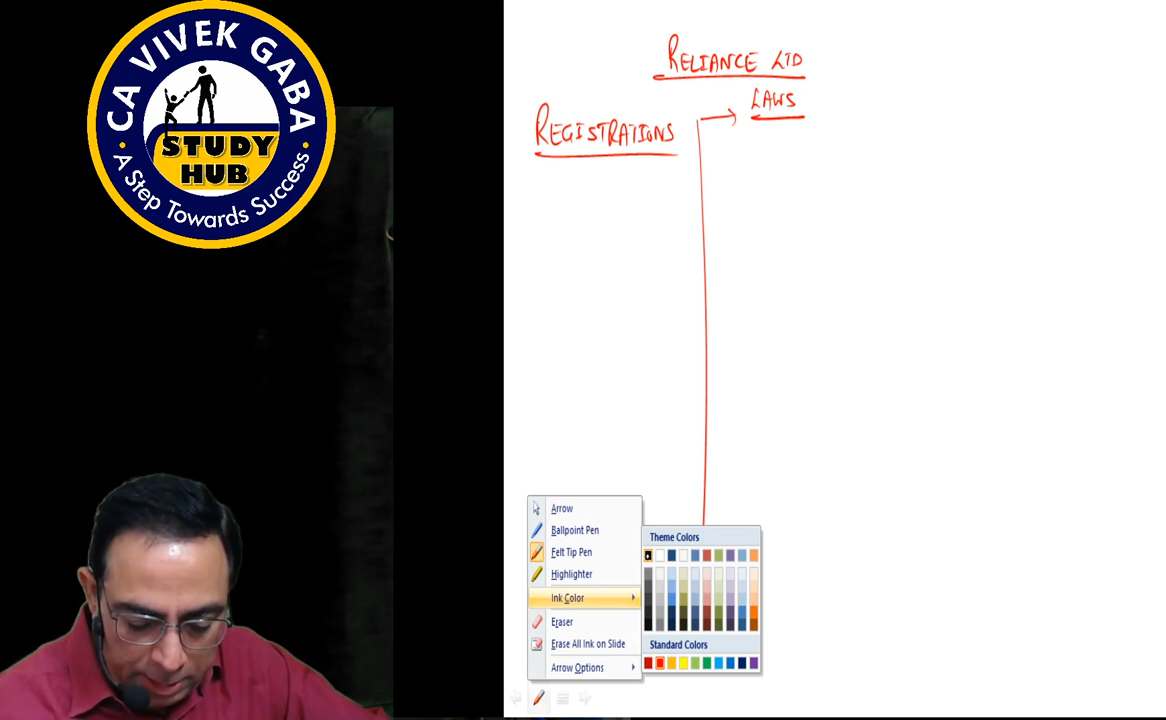 CA VIVEK GABA
STUDY
HUB
A Step Towards Success
RELIANCE LTD
LAWS
REGISTRATIONS
Arrow
Ballpoint Pen
Felt Tip Pen
Highlighter
Ink Color
Eraser
Erase All Ink on Slide
Arrow Options
Theme Colors
Standard Colors